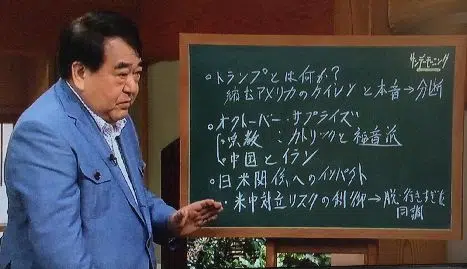 サンデーモーニング
○トランプとは何か?
縮むアメリカのカイレンと本音→分断
○オクトーバー・サプライズ
宗教:カトリックと福音派
中国とイラン
○日米関係へのインパクト
・米中対立リスクの制御→脱・行きすぎた
同調